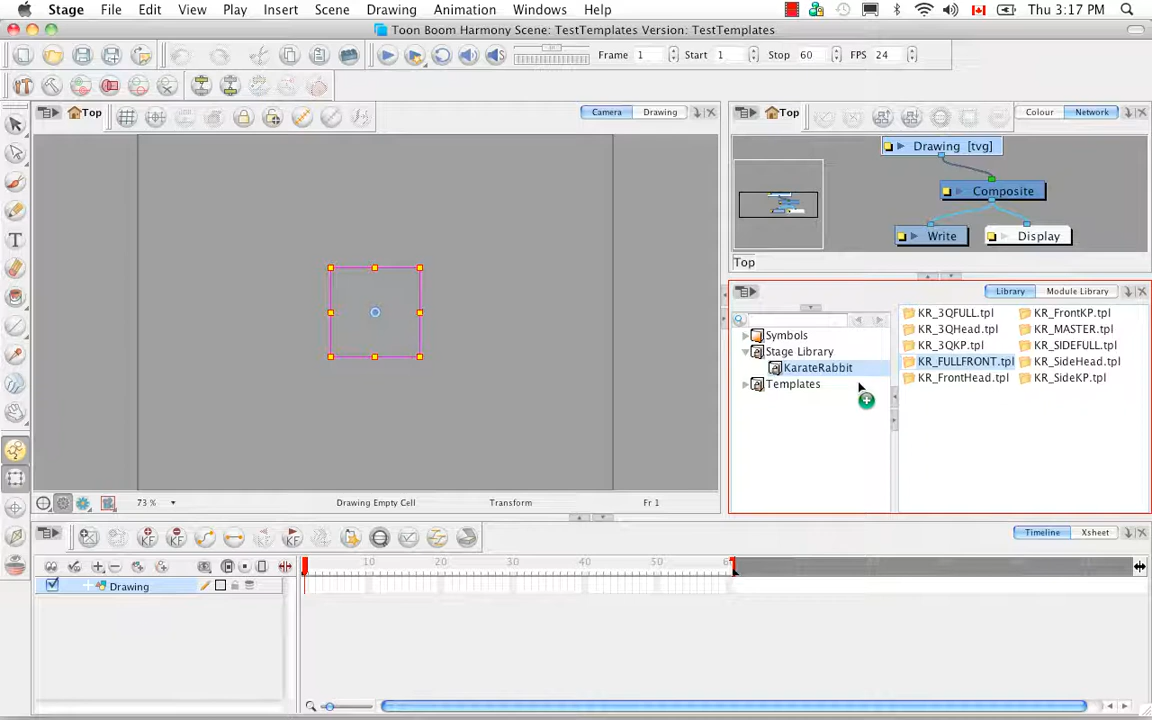 Stage File Edit View Play Insert Scene Drawing Animation Windows Help Thu 3:17 PM
Toon Boom Harmony Scene: TestTemplates Version: TestTemplates
Frame 1 Start 1 Stop 60 FPS 24
Top Camera Drawing
Top Colour Network
Drawing [tvg]
Composite
Write Display
Top
Library Module Library
Symbols
Stage Library
KarateRabbit
Templates
KR_3QFULL.tpl KR_FrontKP.tpl
KR_3QHead.tpl KR_MASTER.tpl
KR_3QKP.tpl KR_SIDEFULL.tpl
KR_FULLFRONT.tpl KR_SideHead.tpl
KR_FrontHead.tpl KR_SideKP.tpl
73 % Drawing Empty Cell Transform Fr 1
Timeline Xsheet
10 20 30 40 50
Drawing